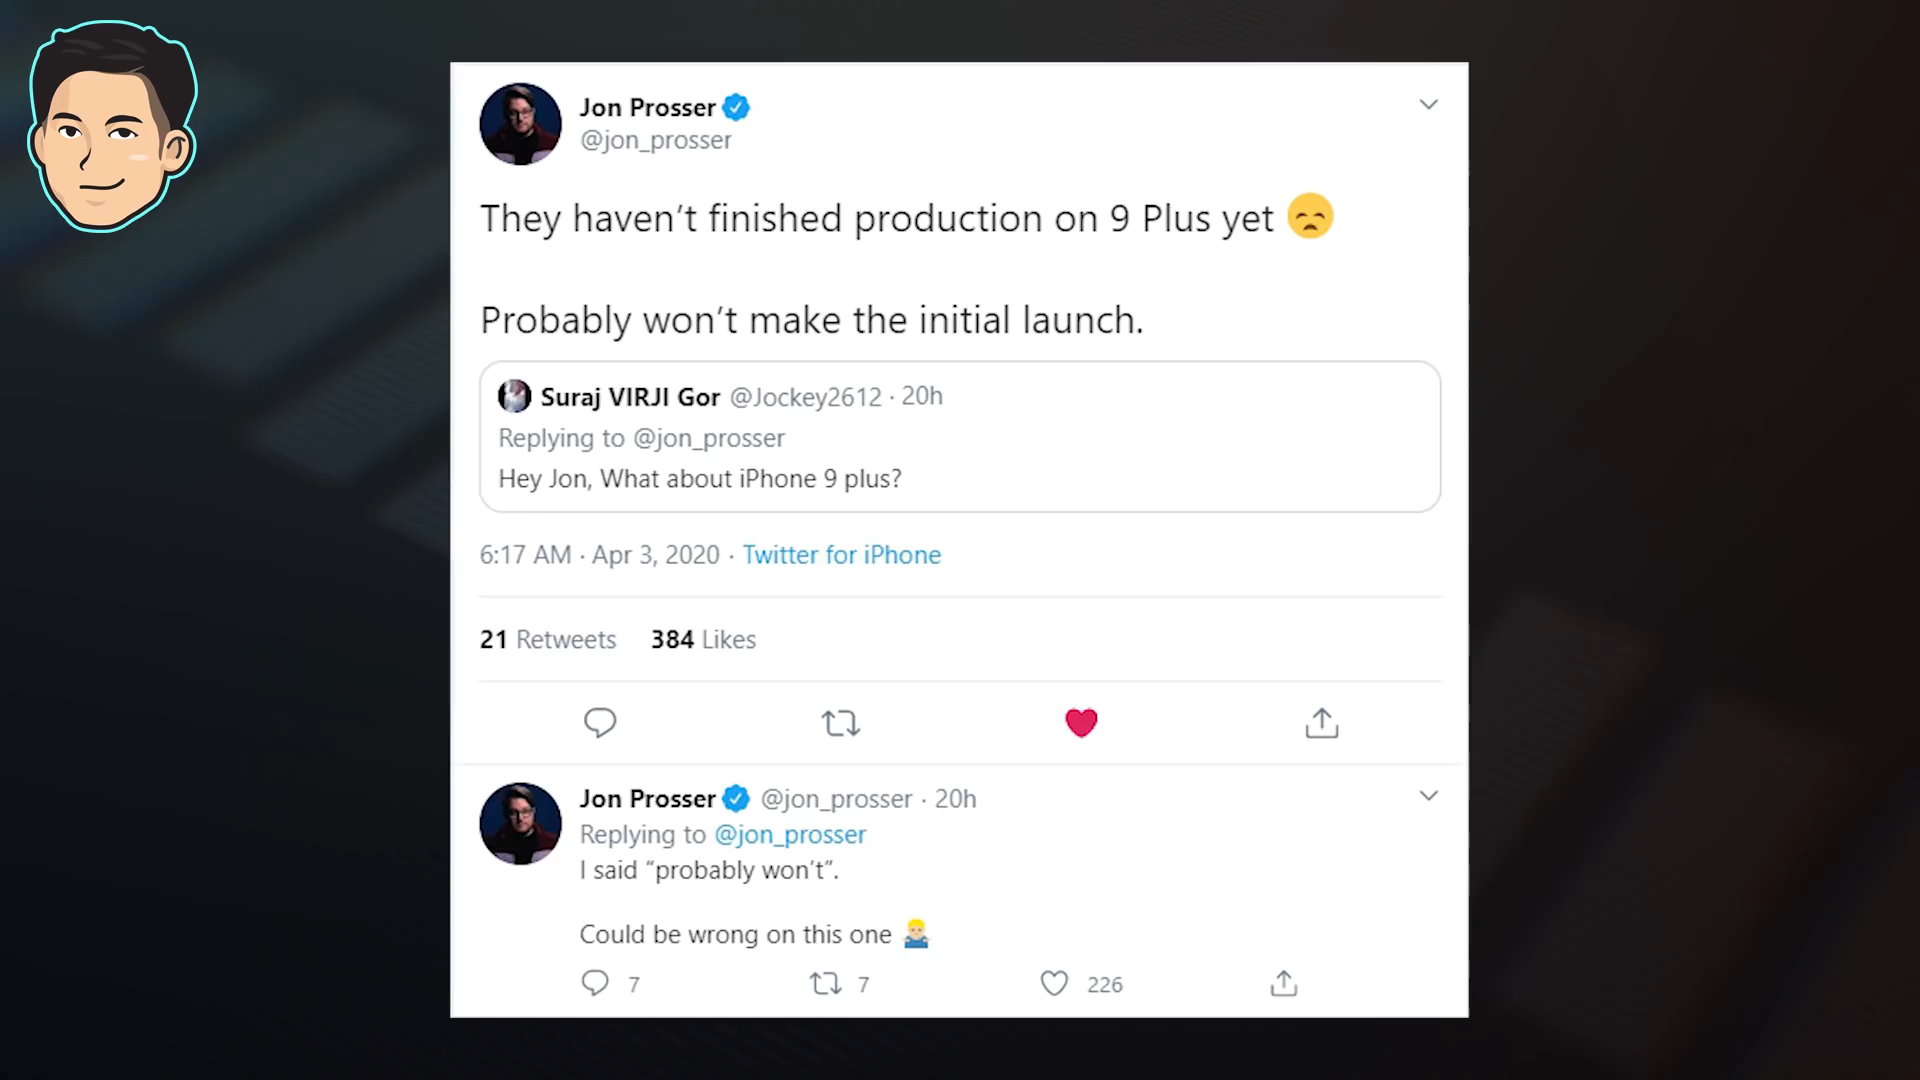 Jon Prosser
@jon_prosser
They haven’t finished production on 9 Plus yet 😞
Probably won’t make the initial launch.
Suraj VIRJI Gor @Jockey2612 · 20h
Replying to @jon_prosser
Hey Jon, What about iPhone 9 plus?
6:17 AM · Apr 3, 2020 · Twitter for iPhone
21 Retweets 384 Likes
Jon Prosser @jon_prosser · 20h
Replying to @jon_prosser
I said “probably won’t”.
Could be wrong on this one 🤷🏼‍♂️
7 7 226